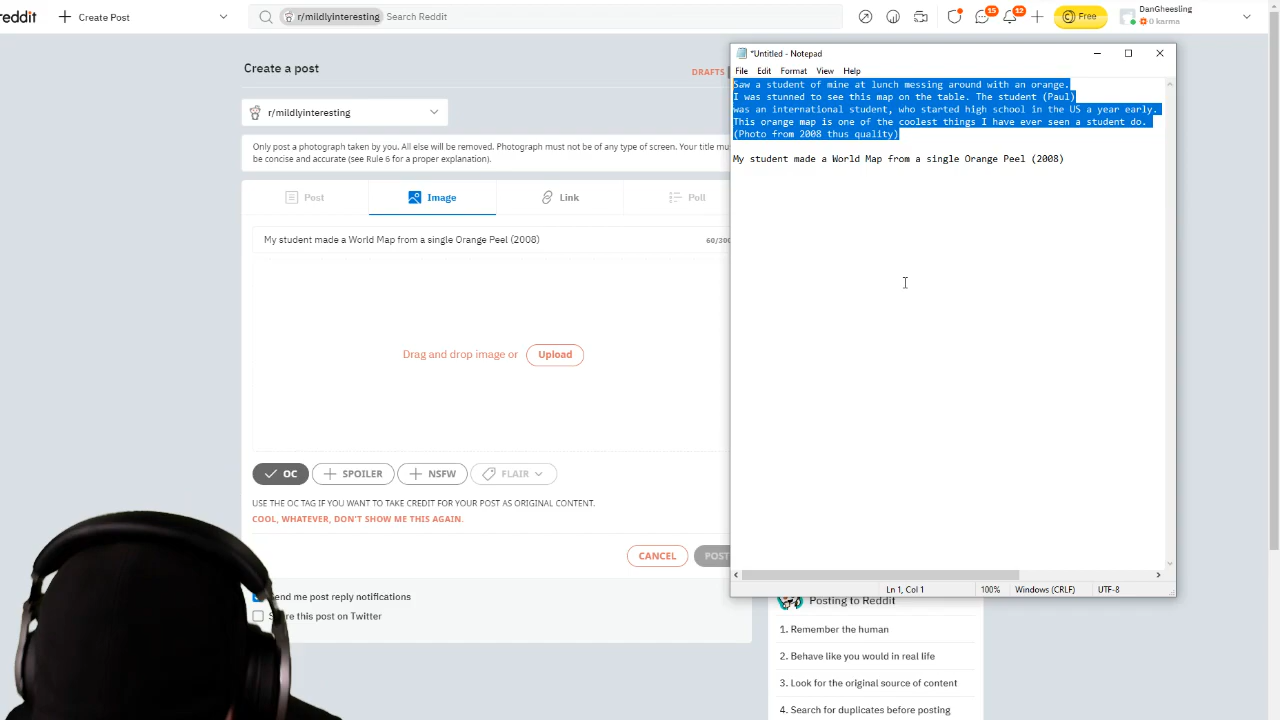 reddit
Create Post
r/mildlyinteresting Search Reddit
15
12
Free
DanGheesling
0 karma
Create a post
DRAFTS
r/mildlyinteresting
Only post a photograph taken by you. All else will be removed. Photograph must not be of any type of screen. Your title must
be concise and accurate (see Rule 6 for a proper explanation).
Post
Image
Link
Poll
My student made a World Map from a single Orange Peel (2008)
60/300
Drag and drop image or Upload
OC
SPOILER
NSFW
FLAIR
USE THE OC TAG IF YOU WANT TO TAKE CREDIT FOR YOUR POST AS ORIGINAL CONTENT.
COOL, WHATEVER, DON'T SHOW ME THIS AGAIN.
CANCEL
POST
Send me post reply notifications
Share this post on Twitter
*Untitled - Notepad
File Edit Format View Help
Saw a student of mine at lunch messing around with an orange.
I was stunned to see this map on the table. The student (Paul)
was an international student, who started high school in the US a year early.
This orange map is one of the coolest things I have ever seen a student do.
(Photo from 2008 thus quality)
My student made a World Map from a single Orange Peel (2008)
Ln 1, Col 1
100%
Windows (CRLF)
UTF-8
Posting to Reddit
1. Remember the human
2. Behave like you would in real life
3. Look for the original source of content
4. Search for duplicates before posting